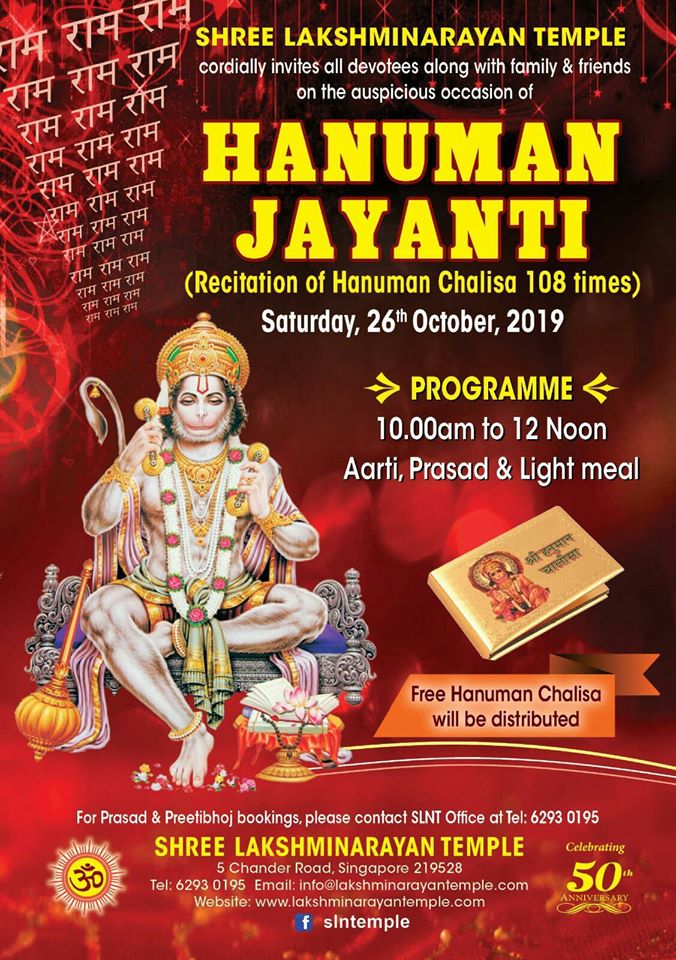 राम राम राम
राम राम राम
राम राम राम
राम राम राम
राम राम राम
राम राम राम
राम राम राम
राम राम राम
राम राम राम
राम राम राम
राम राम राम
SHREE LAKSHMINARAYAN TEMPLE
cordially invites all devotees along with family & friends
on the auspicious occasion of
HANUMAN
JAYANTI
(Recitation of Hanuman Chalisa 108 times)
Saturday, 26th October, 2019
PROGRAMME
10.00am to 12 Noon
Aarti, Prasad & Light meal
श्री हनुमान
चालीसा
Free Hanuman Chalisa
will be distributed
For Prasad & Preetibhoj bookings, please contact SLNT Office at Tel: 6293 0195
SHREE LAKSHMINARAYAN TEMPLE
5 Chander Road, Singapore 219528
Tel: 6293 0195 Email: info@lakshminarayantemple.com
Website: www.lakshminarayantemple.com
f slntemple
ॐ
Celebrating
50th
ANNIVERSARY